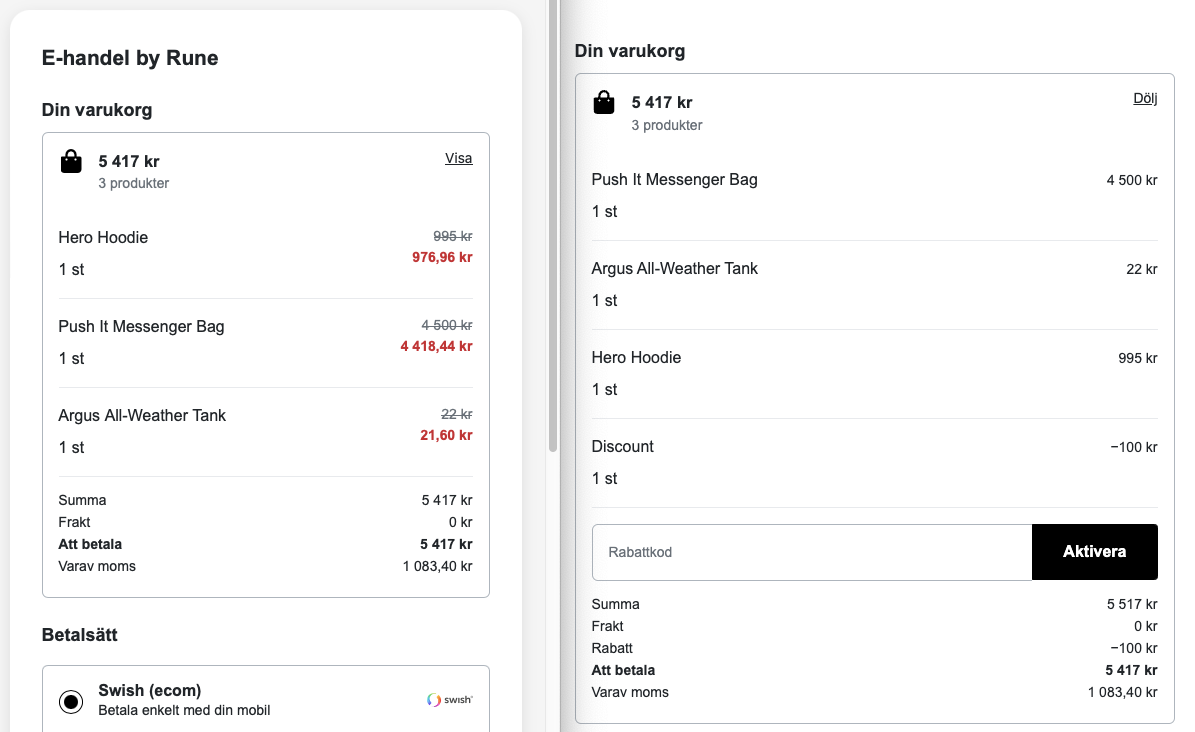 E-handel by Rune
Din varukorg
5 417 kr
Visa
3 produkter
Hero Hoodie
995 kr
976,96 kr
1 st
Push It Messenger Bag
4 500 kr
4 418,44 kr
1 st
Argus All-Weather Tank
22 kr
21,60 kr
1 st
Summa 5 417 kr
Frakt 0 kr
Att betala 5 417 kr
Varav moms 1 083,40 kr
Betalsätt
Swish (ecom)
Betala enkelt med din mobil
swish
Din varukorg
5 417 kr
Dölj
3 produkter
Push It Messenger Bag 4 500 kr
1 st
Argus All-Weather Tank 22 kr
1 st
Hero Hoodie 995 kr
1 st
Discount −100 kr
1 st
Rabattkod
Aktivera
Summa 5 517 kr
Frakt 0 kr
Rabatt −100 kr
Att betala 5 417 kr
Varav moms 1 083,40 kr